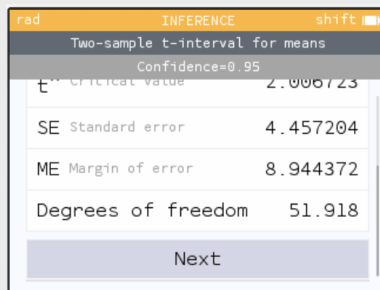 rad INFERENCE shift
Two-sample t-interval for means
Confidence=0.95
t* Critical value 2.006723
SE Standard error 4.457204
ME Margin of error 8.944372
Degrees of freedom 51.918
Next